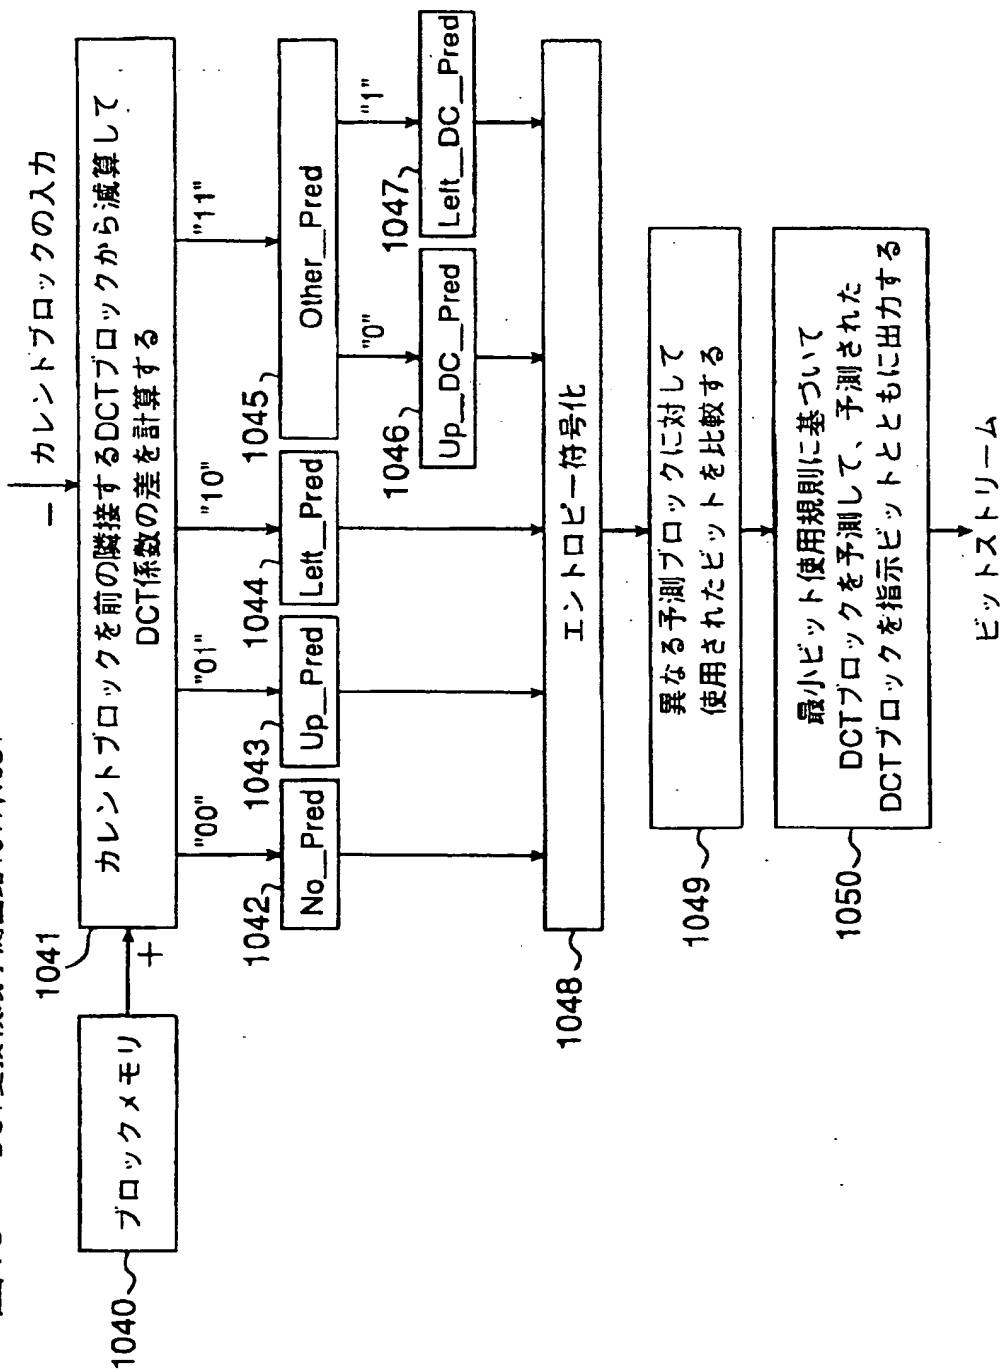 カレントブロックの入力
−
1041
カレントブロックを前の隣接するDCTブロックから減算して
DCT係数の差を計算する
ブロックメモリ
1040
+
"00"
"01"
"10"
"11"
1042
No__Pred
1043
Up__Pred
1044
Left__Pred
1045
Other__Pred
"0"
"1"
1046
Up__DC__Pred
1047
Left__DC__Pred
エントロピー符号化
1048
異なる予測ブロックに対して
使用されたビットを比較する
1049
最小ビット使用規則に基づいて
DCTブロックを予測して、予測された
DCTブロックを指示ビットとともに出力する
1050
ビットストリーム